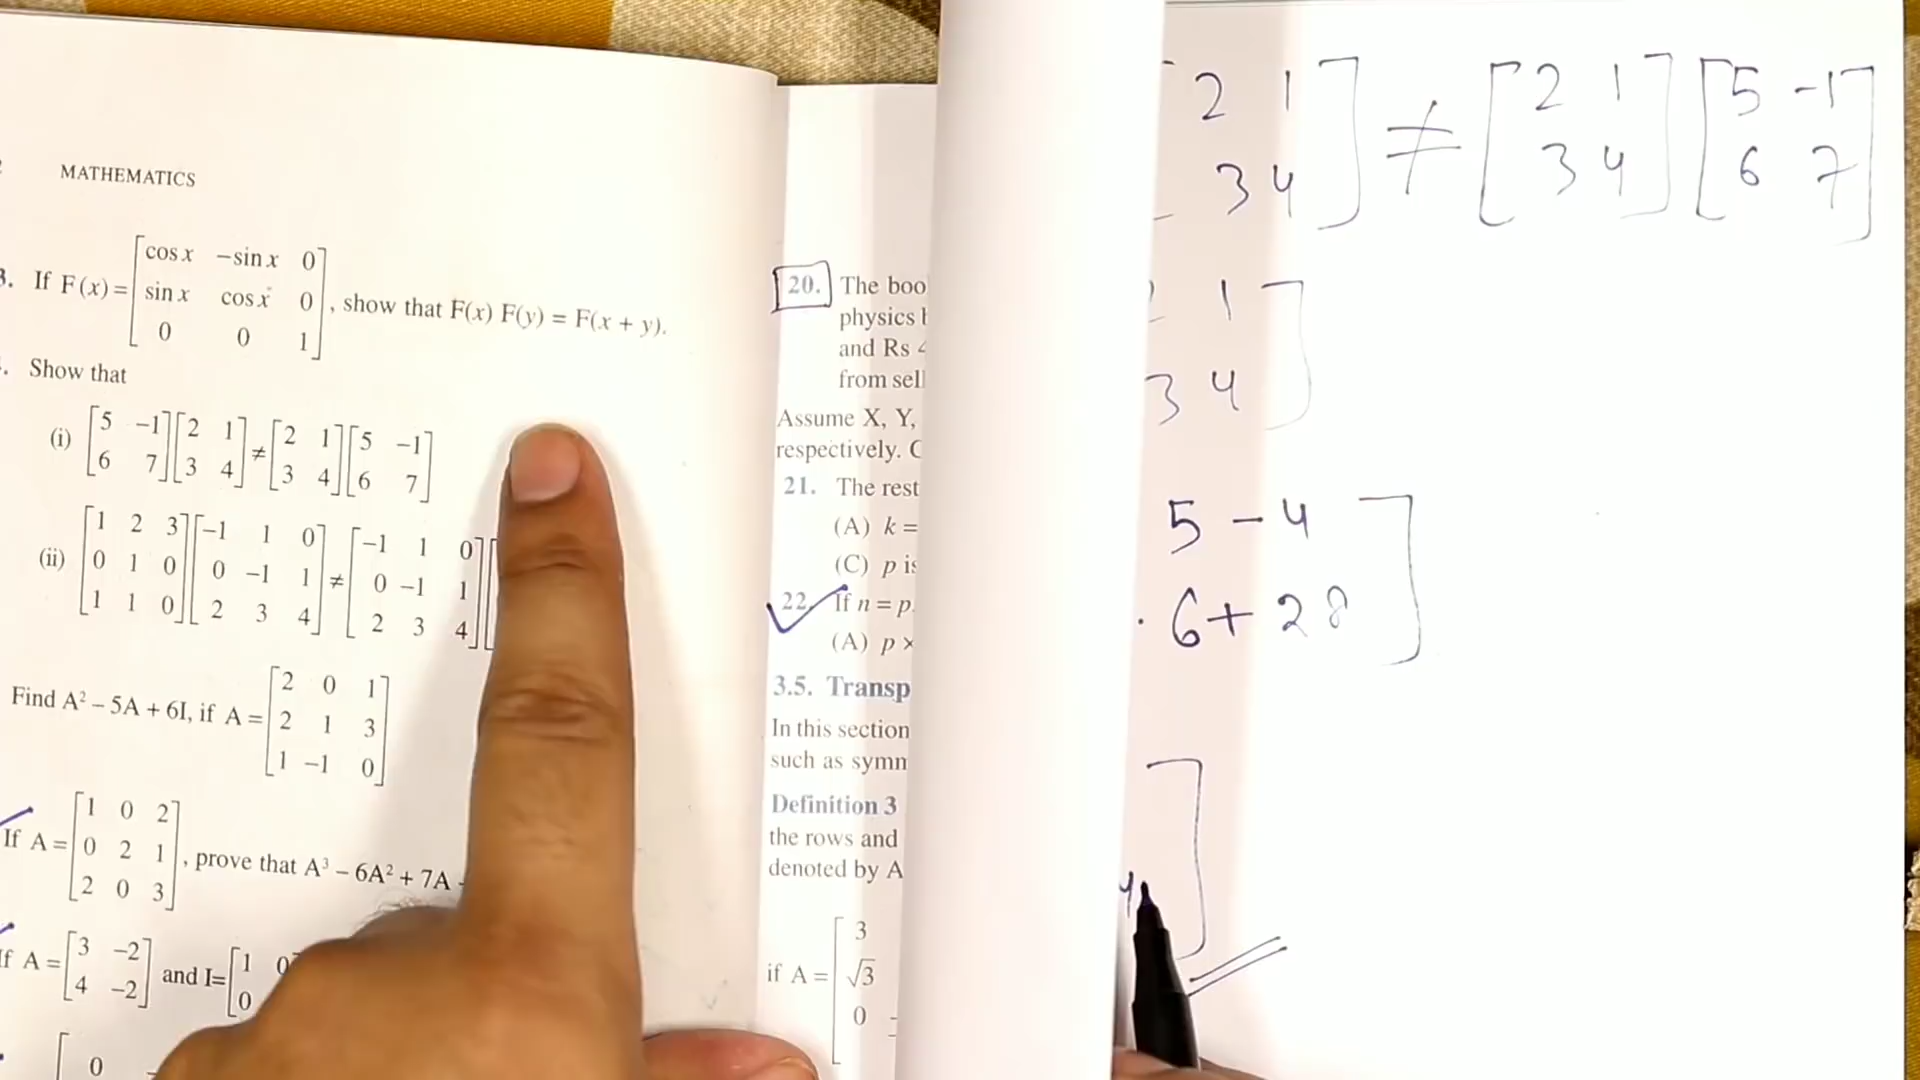 MATHEMATICS
3. If F(x) = [cos x −sin x 0
sin x cos x 0
0 0 1], show that F(x) F(y) = F(x + y).
. Show that
(i) [5 −1
6 7] [2 1
3 4] ≠ [2 1
3 4] [5 −1
6 7]
(ii) [1 2 3
0 1 0
1 1 0] [−1 1 0
0 −1 1
2 3 4] ≠ [−1 1 0
0 −1 1
2 3 4] [
Find A² – 5A + 6I, if A = [2 0 1
2 1 3
1 −1 0]
If A = [1 0 2
0 2 1
2 0 3], prove that A³ – 6A² + 7A
If A = [3 −2
4 −2] and I= [1 0
0
0
20. The boo
physics
and Rs
from sell
Assume X, Y,
respectively.
21. The rest
(A) k =
(C) p is
22. If n = p
(A) p ×
3.5. Transp
In this section
such as symm
Definition 3
the rows and
denoted by A
if A = [3
√3
0
2 1
3 4] ≠ [2 1
3 4] [5 -1
6 7]
1
3 4]
5 - 4
. 6 + 28]
4]